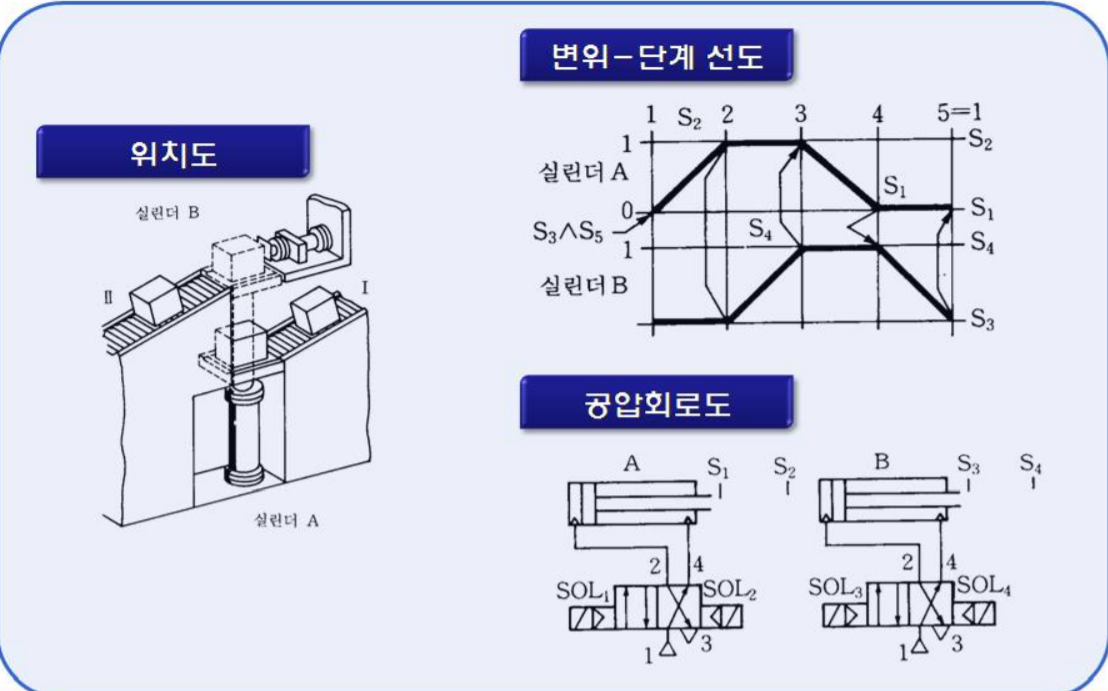 위치도
실린더 B
II
I
실린더 A
변위-단계 선도
1 S₂ 2 3 4 5=1
1 S₂
실린더 A
S₁
0 S₁
S₃∧S₅
1 S₄ S₄
실린더 B
S₃
공압회로도
A S₁ S₂ B S₃ S₄
2 4 2 4
SOL₁ SOL₂ SOL₃ SOL₄
1 3 1 3